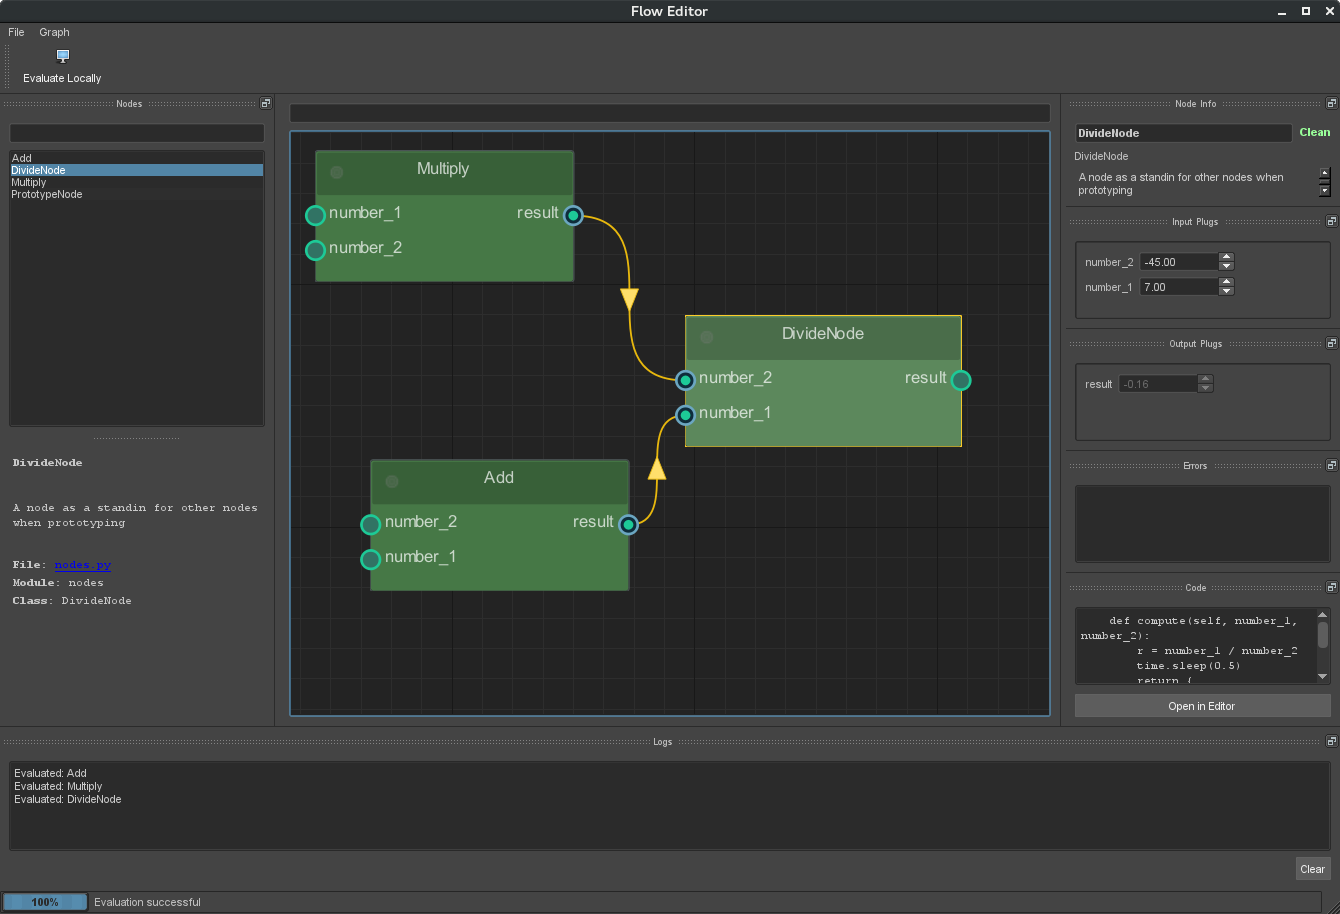 Flow Editor
File Graph
Evaluate Locally
Nodes
Add
DivideNode
Multiply
PrototypeNode
DivideNode
A node as a standin for other nodes
when prototyping
File: nodes.py
Module: nodes
Class: DivideNode
Multiply
number_1 result
number_2
DivideNode
number_2 result
number_1
Add
number_2 result
number_1
Node Info
DivideNode Clean
DivideNode
A node as a standin for other nodes when
prototyping
Input Plugs
number_2 -45.00
number_1 7.00
Output Plugs
result -0.16
Errors
Code
def compute(self, number_1,
number_2):
r = number_1 / number_2
time.sleep(0.5)
return {
Open in Editor
Logs
Evaluated: Add
Evaluated: Multiply
Evaluated: DivideNode
Clear
100% Evaluation successful